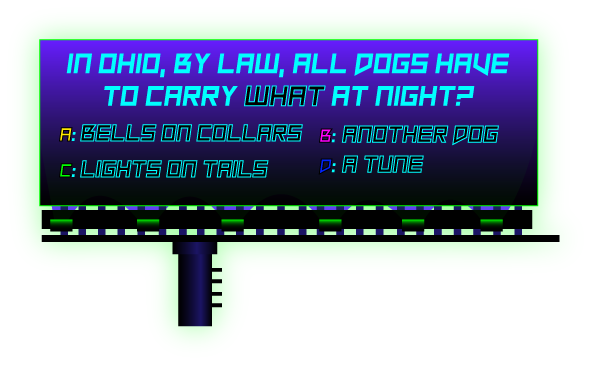 IN OHIO, BY LAW, ALL DOGS HAVE
TO CARRY WHAT AT NIGHT?
A: BELLS ON COLLARS
B: ANOTHER DOG
C: LIGHTS ON TAILS
D: A TUNE